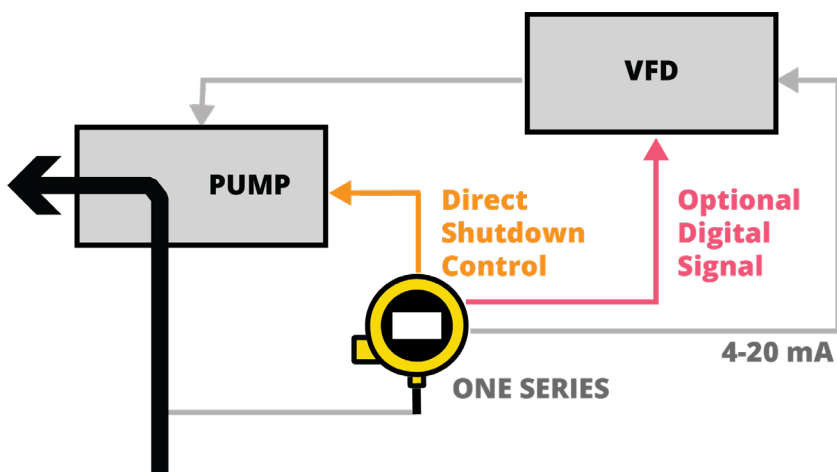 VFD
PUMP
Direct
Shutdown
Control
Optional
Digital
Signal
4-20 mA
ONE SERIES